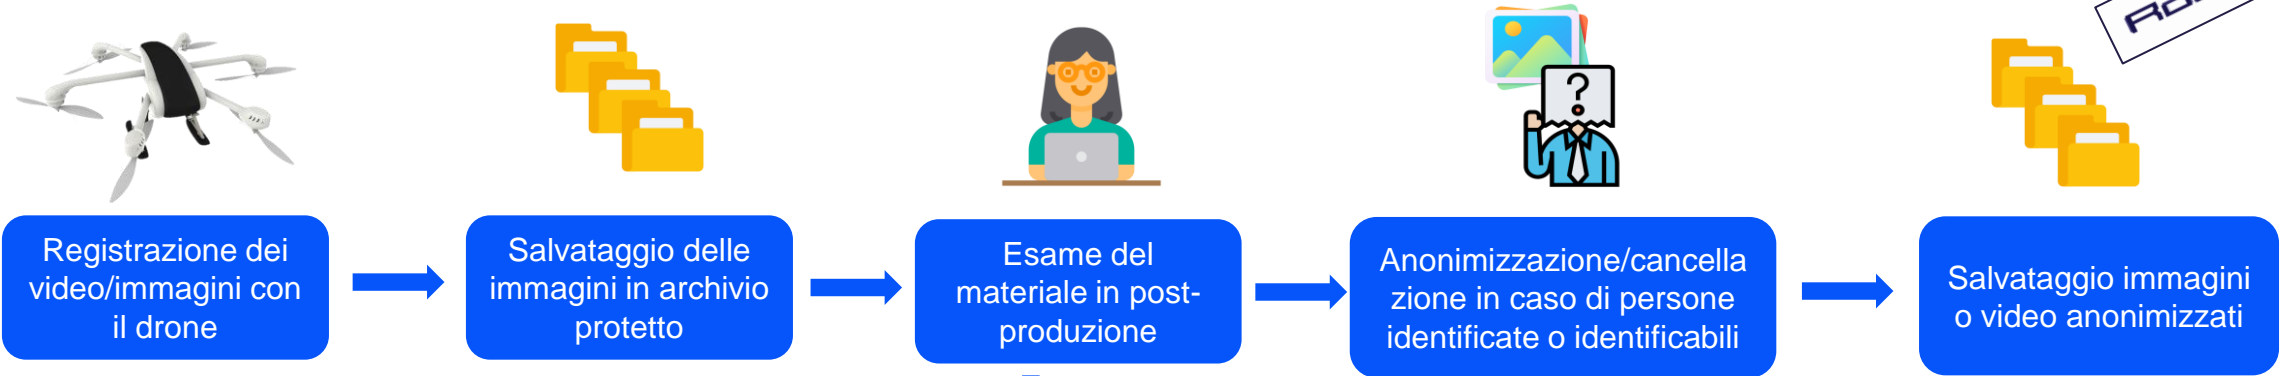 Registrazione dei
video/immagini con
il drone
Salvataggio delle
immagini in archivio
protetto
Esame del
materiale in post-
produzione
?
Anonimizzazione/cancella
zione in caso di persone
identificate o identificabili
Salvataggio immagini
o video anonimizzati